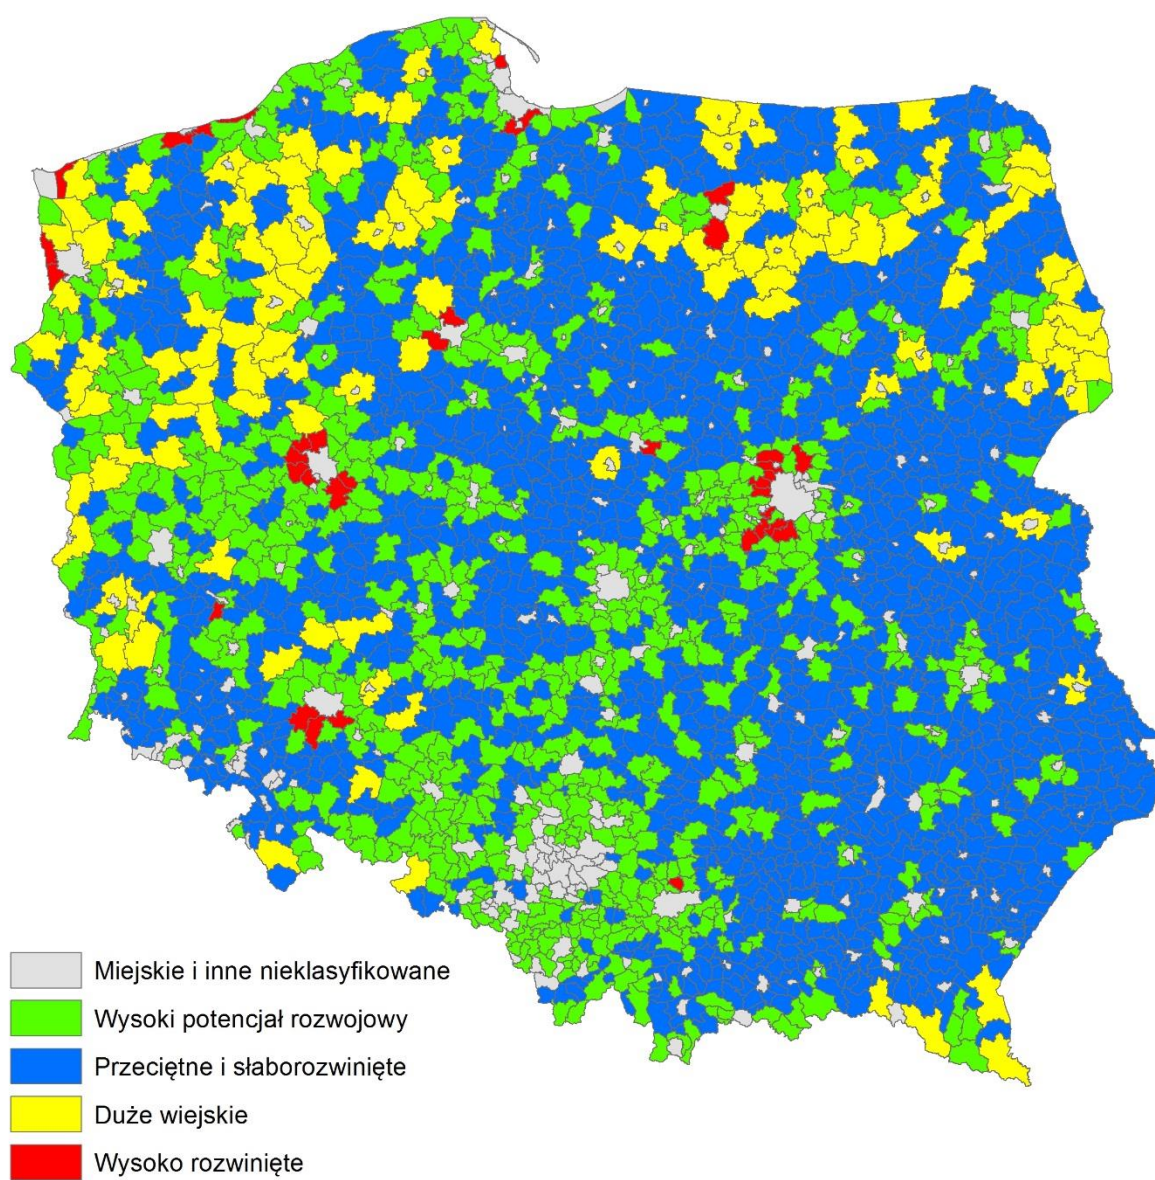 Miejskie i inne nieklasyfikowane
Wysoki potencjał rozwojowy
Przeciętne i słaborozwinięte
Duże wiejskie
Wysoko rozwinięte